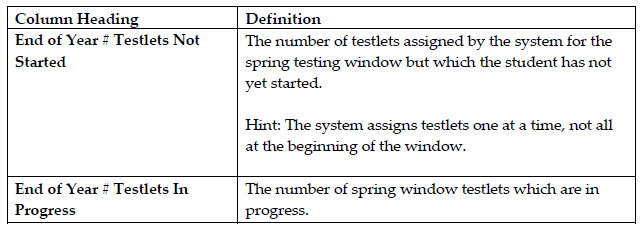 Column Heading
Definition
End of Year # Testlets Not
Started
The number of testlets assigned by the system for the
spring testing window but which the student has not
yet started.
Hint: The system assigns testlets one at a time, not all
at the beginning of the window.
End of Year # Testlets In
Progress
The number of spring window testlets which are in
progress.